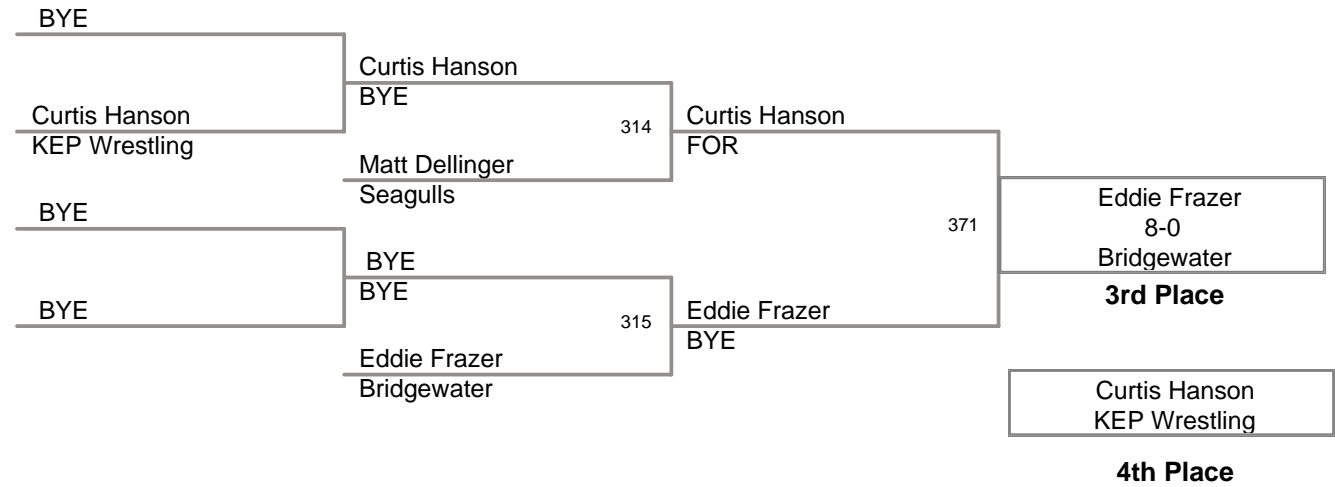 BYE
Curtis Hanson
BYE
Curtis Hanson
KEP Wrestling
314
Curtis Hanson
FOR
Matt Dellinger
Seagulls
BYE
371
Eddie Frazer
8-0
Bridgewater
3rd Place
BYE
BYE
BYE
315
Eddie Frazer
BYE
Eddie Frazer
Bridgewater
Curtis Hanson
KEP Wrestling
4th Place